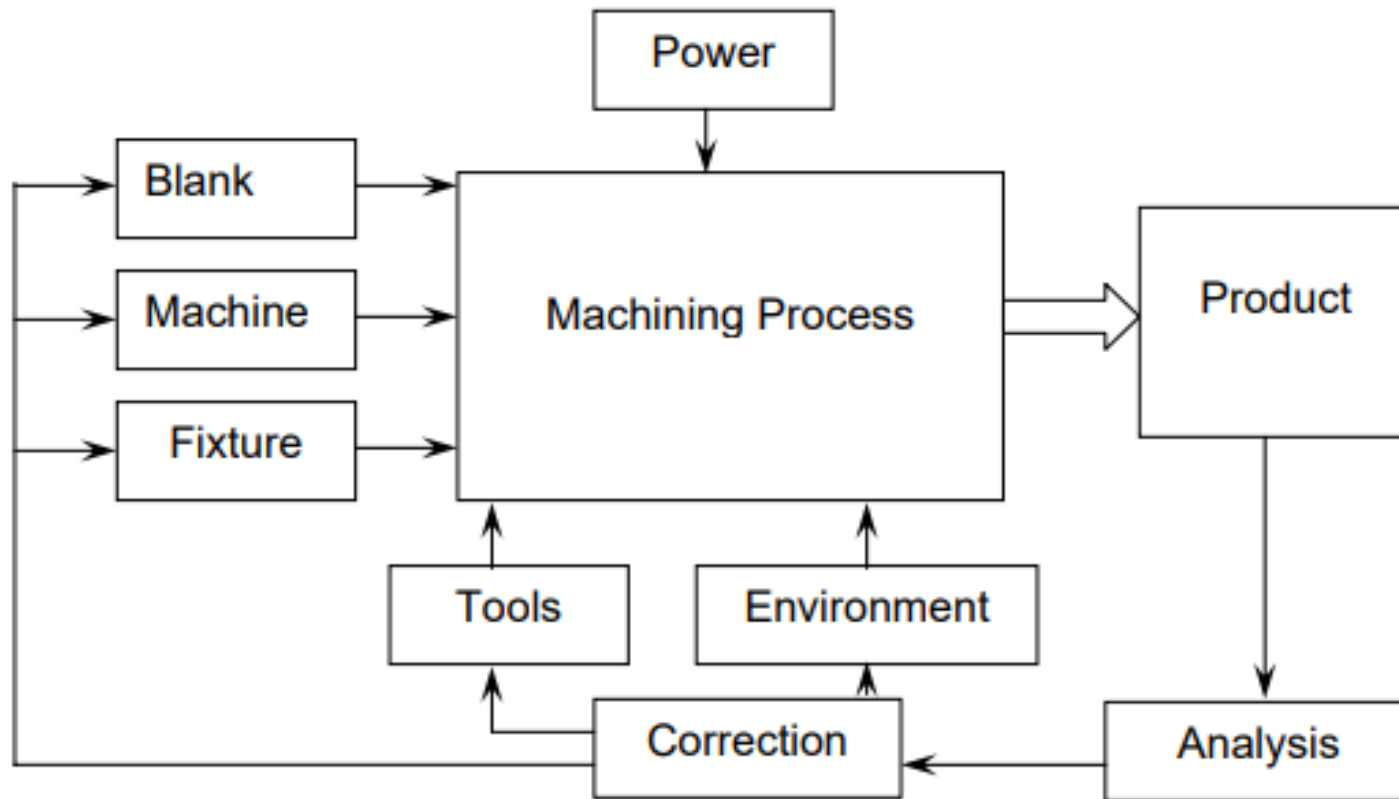 Power
Blank
Machine
Fixture
Machining Process
Product
Tools
Environment
Correction
Analysis